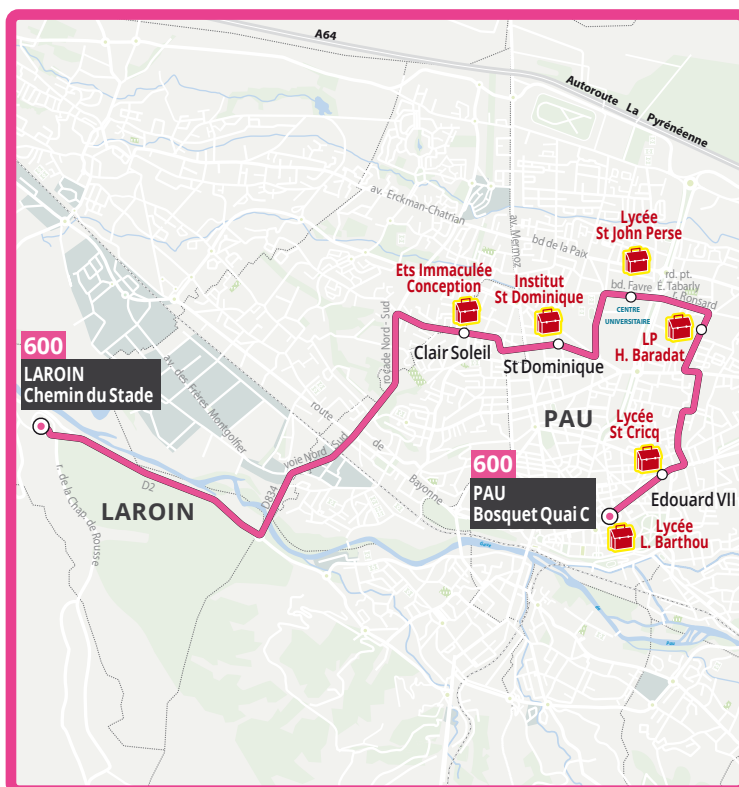 A64
Autoroute La Pyrénéenne
av. Erckman-Chatrian
av. Mermoz
bd de la Paix
Lycée
St John Perse
rd. pt.
E. Tabarly
bd. Favre
r. Ronsard
Ets Immaculée
Conception
Institut
St Dominique
CENTRE
UNIVERSITAIRE
LP
H. Baradat
rocade Nord - Sud
Clair Soleil
St Dominique
600
LAROIN
Chemin du Stade
av. des Frères Montgolfier
route de Bayonne
voie Nord - Sud
PAU
Lycée
St Cricq
600
PAU
Bosquet Quai C
Edouard VII
Lycée
L. Barthou
D2
D834
LAROIN
r. de la Chap. de Rousse